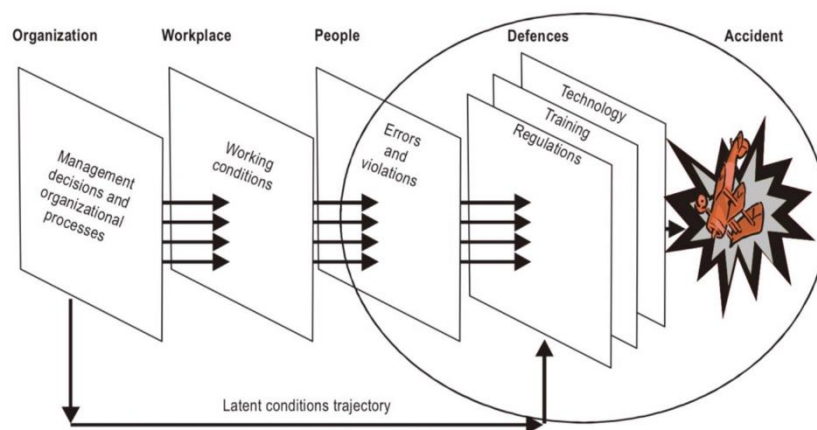 Organization
Workplace
People
Defences
Accident
Management
decisions and
organizational
processes
Working
conditions
Errors
and
violations
Technology
Training
Regulations
Latent conditions trajectory